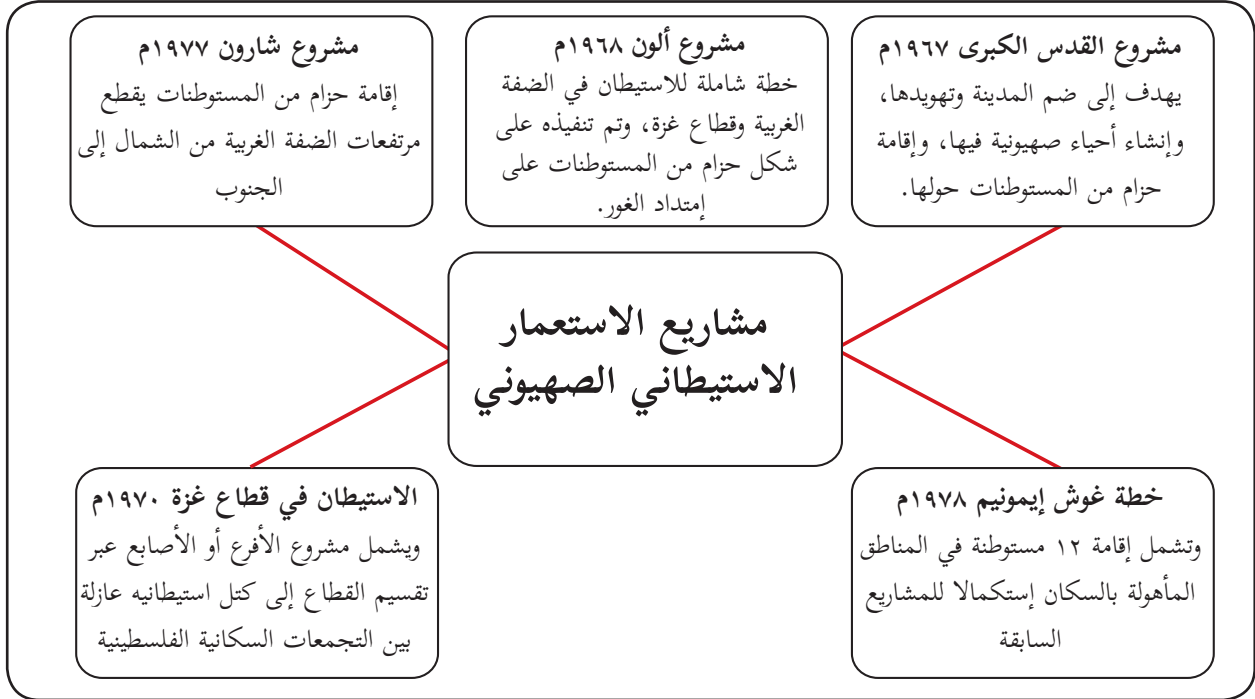 مشروع القدس الكبرى ١٩٦٧م
يهدف إلى ضم المدينة وتهويدها،
وإنشاء أحياء صهيونية فيها، وإقامة
حزام من المستوطنات حولها.
مشروع ألون ١٩٦٨م
خطة شاملة للاستيطان في الضفة
الغربية وقطاع غزة، وتم تنفيذه على
شكل حزام من المستوطنات على
إمتداد الغور.
مشروع شارون ١٩٧٧م
إقامة حزام من المستوطنات يقطع
مرتفعات الضفة الغربية من الشمال إلى
الجنوب
مشاريع الاستعمار
الاستيطاني الصهيوني
خطة غوش إيمونيم ١٩٧٨م
وتشمل إقامة ١٢ مستوطنة في المناطق
المأهولة بالسكان إستكمالا للمشاريع
السابقة
الاستيطان في قطاع غزة ١٩٧٠م
ويشمل مشروع الأفرع أو الأصابع عبر
تقسيم القطاع إلى كتل استيطانيه عازلة
بين التجمعات السكانية الفلسطينية